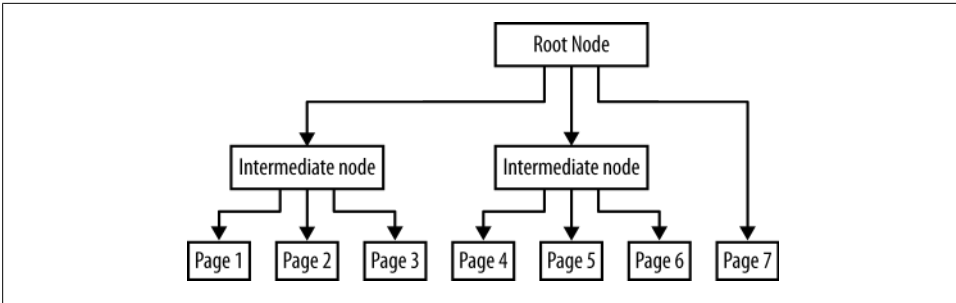 Root Node
Intermediate node
Intermediate node
Page 1
Page 2
Page 3
Page 4
Page 5
Page 6
Page 7